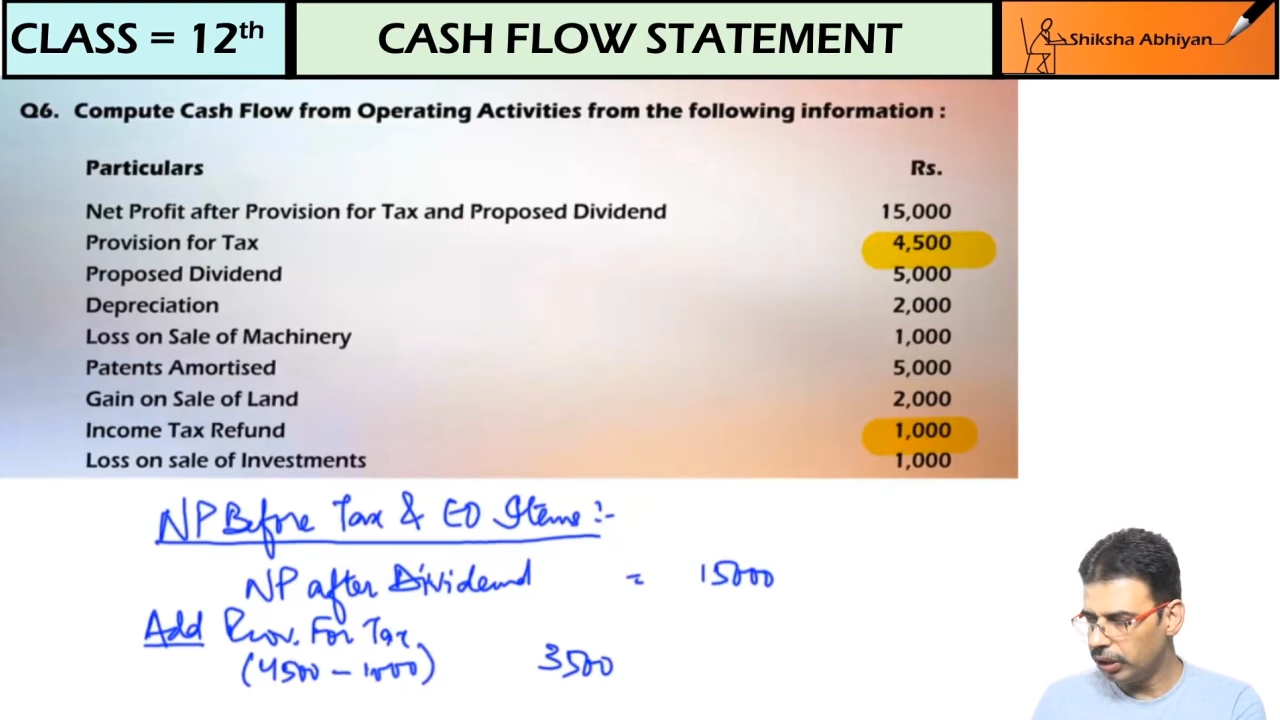 CLASS = 12th
CASH FLOW STATEMENT
Shiksha Abhiyan
Q6. Compute Cash Flow from Operating Activities from the following information :
Particulars Rs.
Net Profit after Provision for Tax and Proposed Dividend 15,000
Provision for Tax 4,500
Proposed Dividend 5,000
Depreciation 2,000
Loss on Sale of Machinery 1,000
Patents Amortised 5,000
Gain on Sale of Land 2,000
Income Tax Refund 1,000
Loss on sale of Investments 1,000
NP Before Tax & EO Items :-
NP after Dividend = 15000
Add Prov. For Tax
(4500 - 1000) 3500